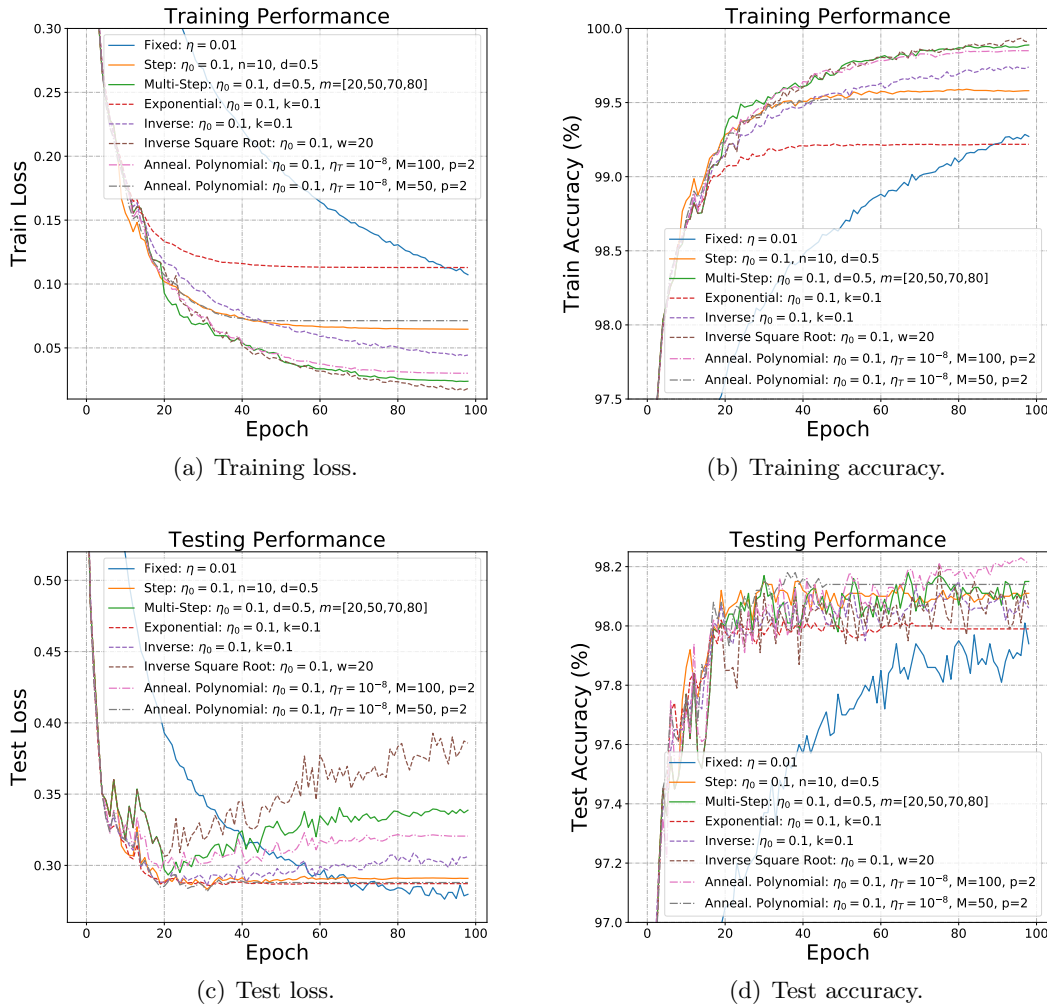 Training Performance
0.30
0.25
0.20
0.15
0.10
0.05
Train Loss
Fixed: η = 0.01
Step: η₀ = 0.1, n=10, d=0.5
Multi-Step: η₀ = 0.1, d=0.5, m=[20,50,70,80]
Exponential: η₀ = 0.1, k=0.1
Inverse: η₀ = 0.1, k=0.1
Inverse Square Root: η₀ = 0.1, w=20
Anneal. Polynomial: η₀ = 0.1, η_T = 10⁻⁸, M=100, p=2
Anneal. Polynomial: η₀ = 0.1, η_T = 10⁻⁸, M=50, p=2
0 20 40 60 80 100
Epoch
(a) Training loss.
Training Performance
100.0
99.5
99.0
98.5
98.0
97.5
Train Accuracy (%)
Fixed: η = 0.01
Step: η₀ = 0.1, n=10, d=0.5
Multi-Step: η₀ = 0.1, d=0.5, m=[20,50,70,80]
Exponential: η₀ = 0.1, k=0.1
Inverse: η₀ = 0.1, k=0.1
Inverse Square Root: η₀ = 0.1, w=20
Anneal. Polynomial: η₀ = 0.1, η_T = 10⁻⁸, M=100, p=2
Anneal. Polynomial: η₀ = 0.1, η_T = 10⁻⁸, M=50, p=2
0 20 40 60 80 100
Epoch
(b) Training accuracy.
Testing Performance
0.50
0.45
0.40
0.35
0.30
Test Loss
Fixed: η = 0.01
Step: η₀ = 0.1, n=10, d=0.5
Multi-Step: η₀ = 0.1, d=0.5, m=[20,50,70,80]
Exponential: η₀ = 0.1, k=0.1
Inverse: η₀ = 0.1, k=0.1
Inverse Square Root: η₀ = 0.1, w=20
Anneal. Polynomial: η₀ = 0.1, η_T = 10⁻⁸, M=100, p=2
Anneal. Polynomial: η₀ = 0.1, η_T = 10⁻⁸, M=50, p=2
0 20 40 60 80 100
Epoch
(c) Test loss.
Testing Performance
98.2
98.0
97.8
97.6
97.4
97.2
97.0
Test Accuracy (%)
Fixed: η = 0.01
Step: η₀ = 0.1, n=10, d=0.5
Multi-Step: η₀ = 0.1, d=0.5, m=[20,50,70,80]
Exponential: η₀ = 0.1, k=0.1
Inverse: η₀ = 0.1, k=0.1
Inverse Square Root: η₀ = 0.1, w=20
Anneal. Polynomial: η₀ = 0.1, η_T = 10⁻⁸, M=100, p=2
Anneal. Polynomial: η₀ = 0.1, η_T = 10⁻⁸, M=50, p=2
0 20 40 60 80 100
Epoch
(d) Test accuracy.